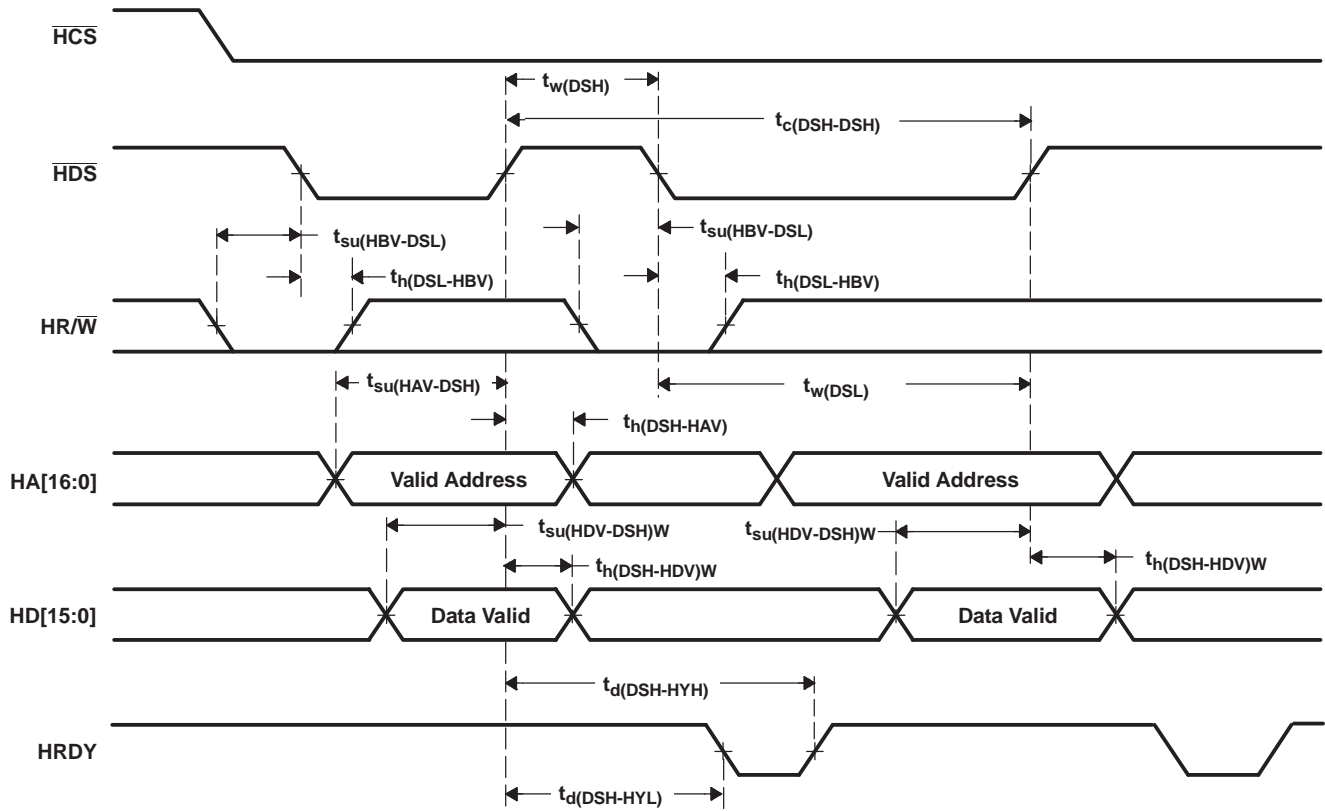 HCS
tw(DSH)
tc(DSH-DSH)
HDS
tsu(HBV-DSL)
tsu(HBV-DSL)
th(DSL-HBV)
th(DSL-HBV)
HR/W
tsu(HAV-DSH)
tw(DSL)
th(DSH-HAV)
HA[16:0]
Valid Address
Valid Address
tsu(HDV-DSH)W
tsu(HDV-DSH)W
th(DSH-HDV)W
th(DSH-HDV)W
HD[15:0]
Data Valid
Data Valid
td(DSH-HYH)
HRDY
td(DSH-HYL)